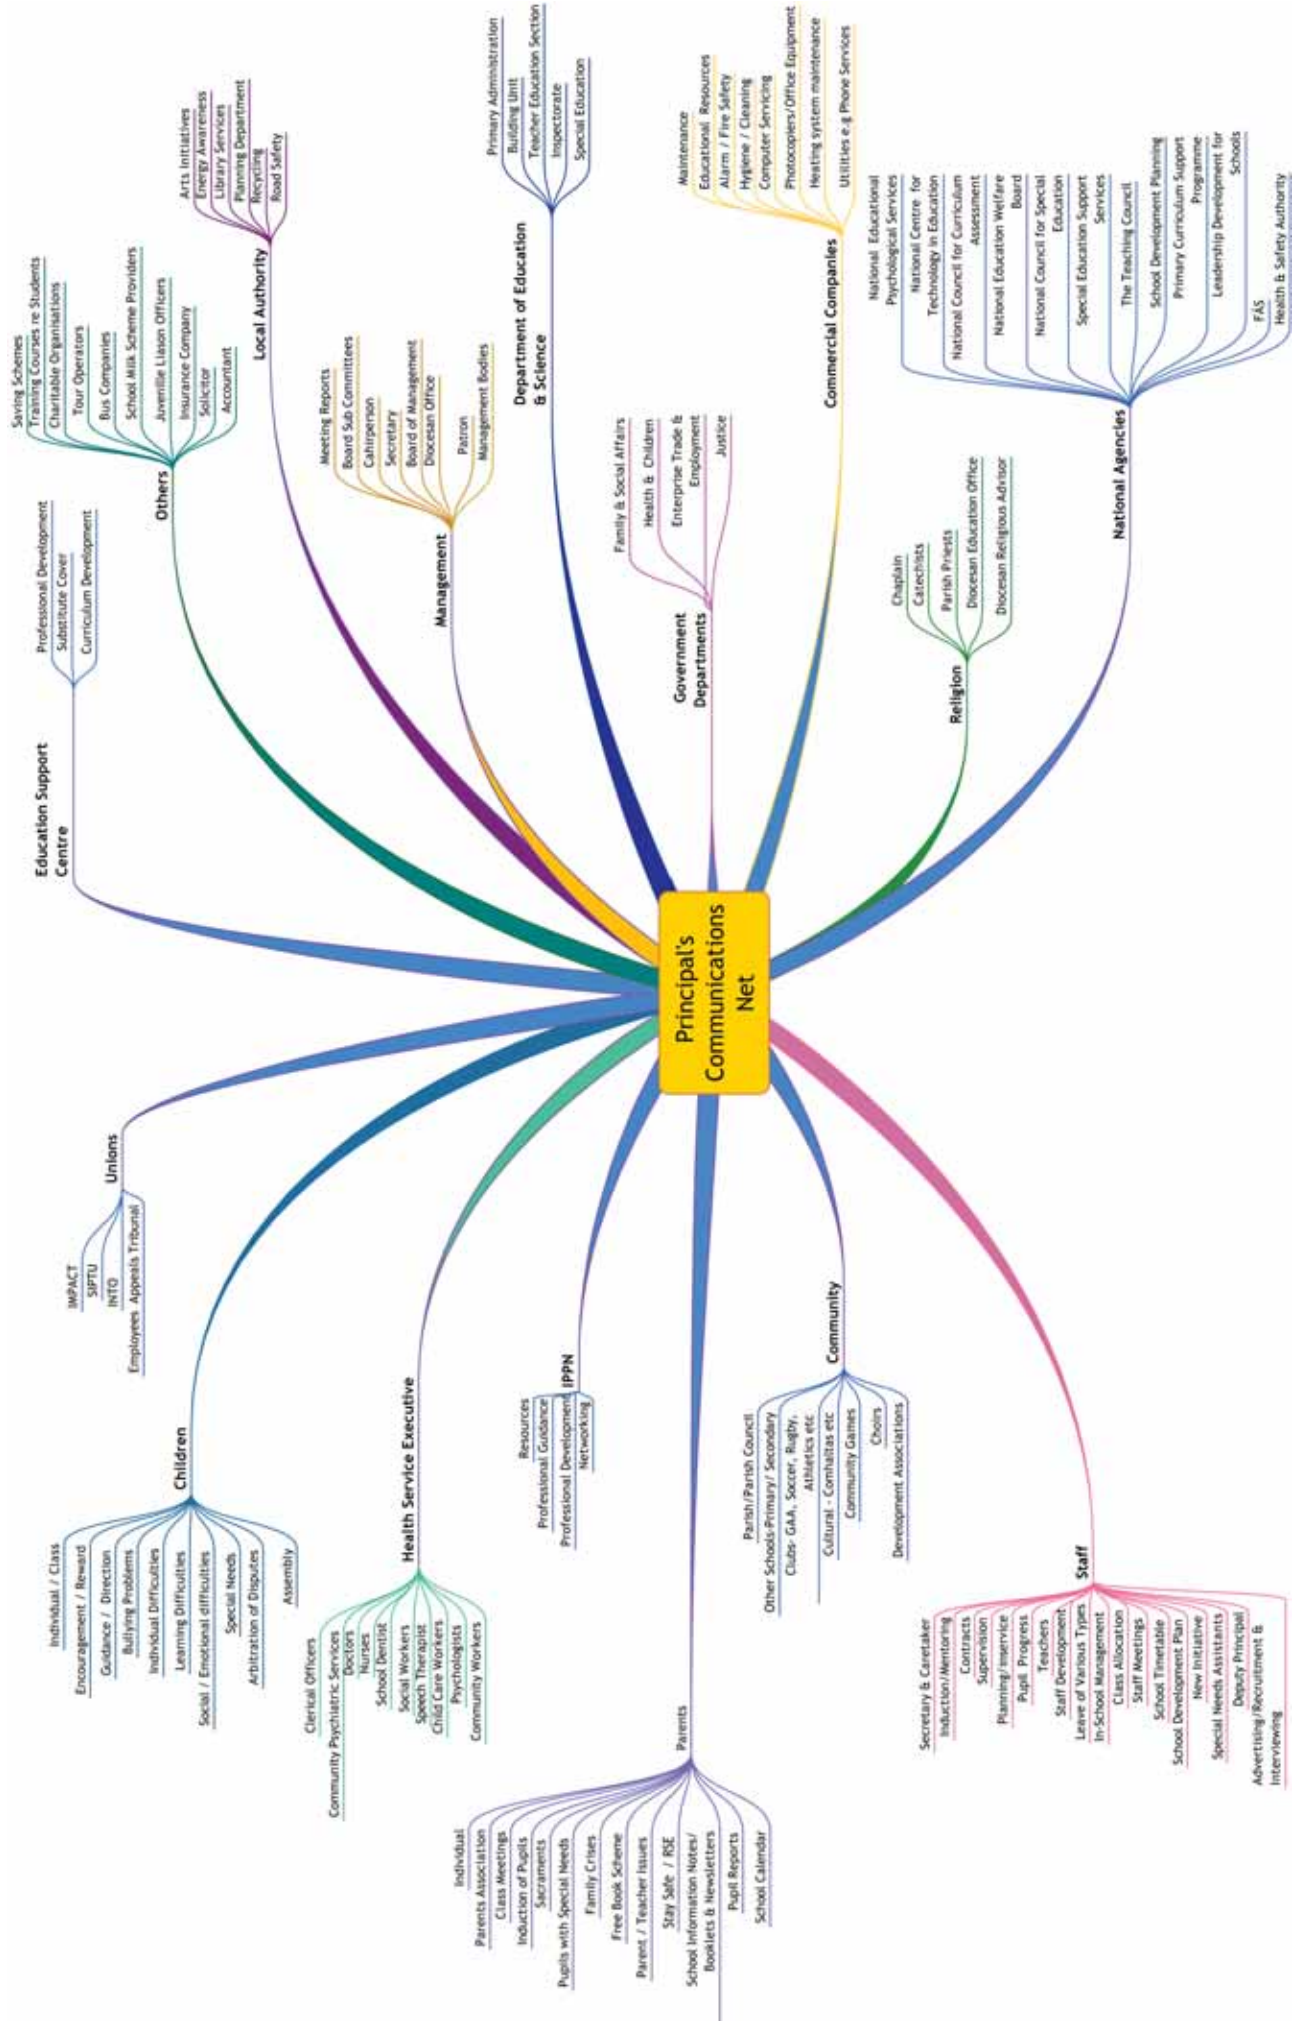 Principal's
Communications
Net
Education Support
Centre
Professional Development
Substitute Cover
Curriculum Development
Others
Saving Schemes
Training Courses re Students
Charitable Organisations
Tour Operators
Bus Companies
School Milk Scheme Providers
Juvenille Liason Officers
Insurance Company
Solicitor
Accountant
Local Authority
Arts Initiatives
Energy Awareness
Library Services
Planning Department
Recycling
Road Safety
Management
Meeting Reports
Board Sub Committees
Cahirperson
Secretary
Board of Management
Diocesan Office
Patron
Management Bodies
Department of Education
& Science
Primary Administration
Building Unit
Teacher Education Section
Inspectorate
Special Education
Government
Departments
Family & Social Affairs
Health & Children
Enterprise Trade &
Employment
Justice
Commercial Companies
Maintenance
Educational Resources
Alarm / Fire Safety
Hygiene / Cleaning
Computer Servicing
Photocopiers/Office Equipment
Heating system maintenance
Utilities e.g Phone Services
Religion
Chaplain
Catechists
Parish Priests
Diocesan Education Office
Diocesan Religious Advisor
National Agencies
National Educational
Psychological Services
National Centre for
Technology in Education
National Council for Curriculum
Assessment
National Education Welfare
Board
National Council for Special
Education
Special Education Support
Services
The Teaching Council
School Development Planning
Primary Curriculum Support
Programme
Leadership Development for
Schools
FÁS
Health & Safety Authority
Unions
IMPACT
SIPTU
INTO
Employees Appeals Tribunal
Children
Individual / Class
Encouragement / Reward
Guidance / Direction
Bullying Problems
Individual Difficulties
Learning Difficulties
Social / Emotional difficulties
Special Needs
Arbitration of Disputes
Assembly
Health Service Executive
Clerical Officers
Community Psychiatric Services
Doctors
Nurses
School Dentist
Social Workers
Speech Therapist
Child Care Workers
Psychologists
Community Workers
IPPN
Resources
Professional Guidance
Professional Development
Networking
Parents
Individual
Parents Association
Class Meetings
Induction of Pupils
Sacraments
Pupils with Special Needs
Family Crises
Free Book Scheme
Parent / Teacher Issues
Stay Safe / RSE
School Information Notes/
Booklets & Newsletters
Pupil Reports
School Calendar
Community
Parish/Parish Council
Other Schools-Primary/ Secondary
Clubs- GAA, Soccer, Rugby,
Athletics etc
Cultural - Comhaltas etc
Community Games
Choirs
Development Associations
Staff
Secretary & Caretaker
Induction/Mentoring
Contracts
Supervision
Planning/Inservice
Pupil Progress
Teachers
Staff Development
Leave of Various Types
In-School Management
Class Allocation
Staff Meetings
School Timetable
School Development Plan
New Initiative
Special Needs Assistants
Deputy Principal
Advertising/Recruitment &
Interviewing